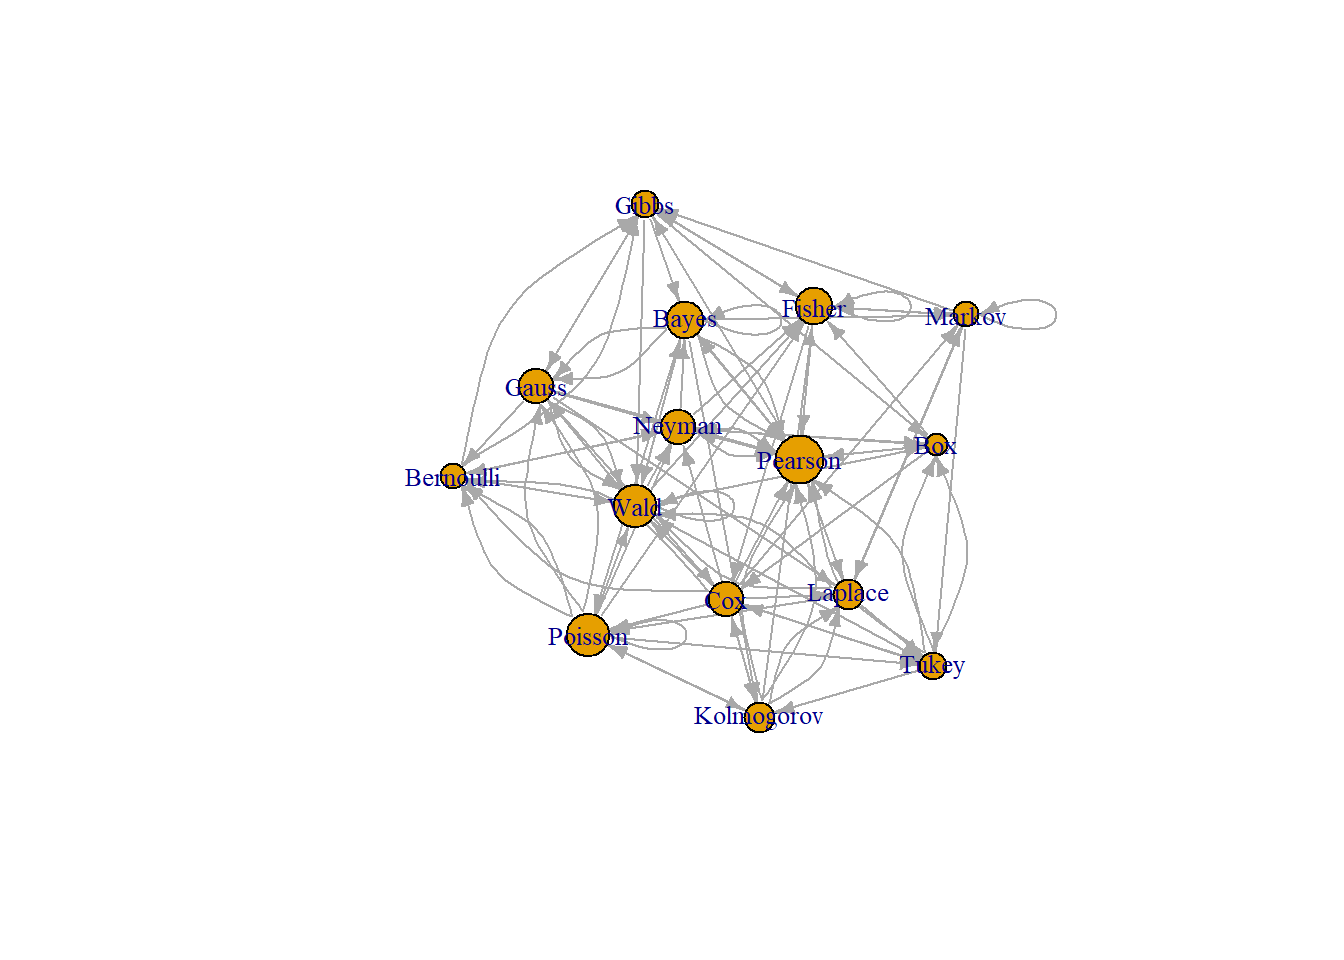 Gibbs
Fisher
Bayes
Markov
Gauss
Neyman
Box
Pearson
Bernoulli
Wald
Laplace
Cox
Poisson
Tukey
Kolmogorov